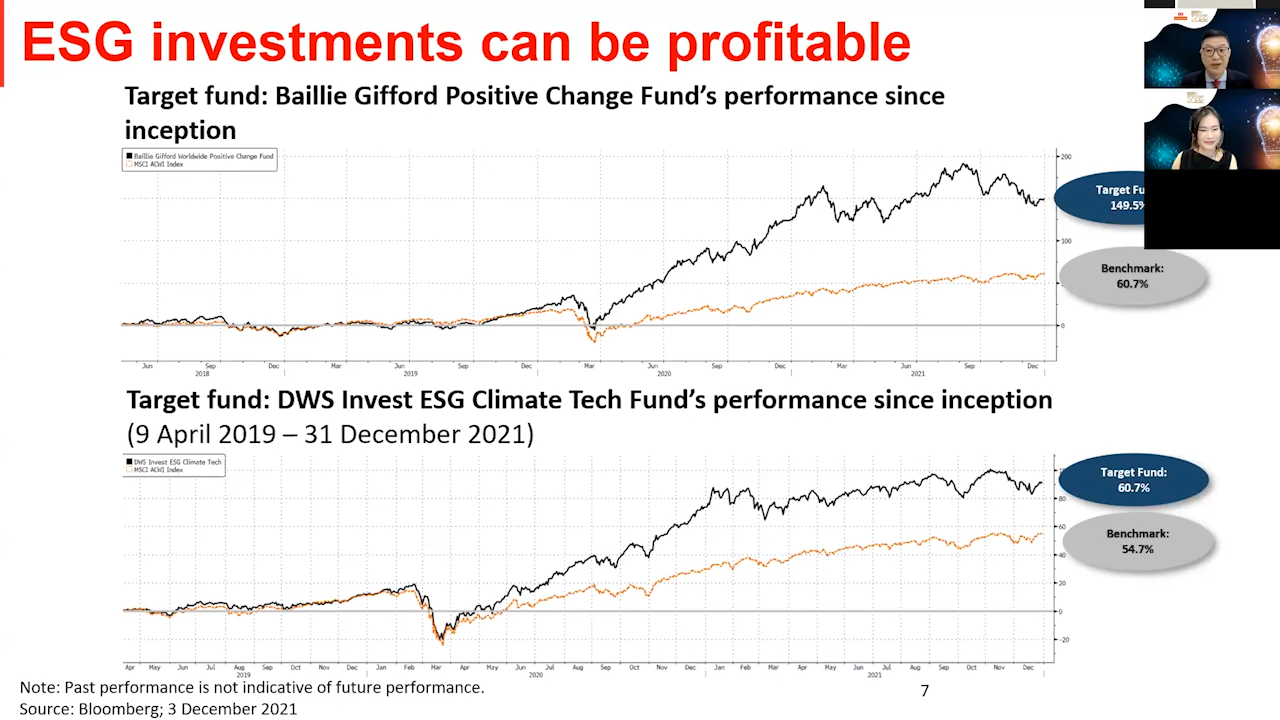 ESG investments can be profitable
Target fund: Baillie Gifford Positive Change Fund's performance since
inception
Baillie Gifford Worldwide Positive Change Fund
MSCI ACWI Index
200
100
0
Target Fu
149.5%
Benchmark:
60.7%
Jun Sep Dec Mar Jun Sep Dec Mar Jun Sep Dec Mar Jun Sep Dec
2018 2019 2020 2021
Target fund: DWS Invest ESG Climate Tech Fund's performance since inception
(9 April 2019 – 31 December 2021)
DWS Invest ESG Climate Tech
MSCI ACWI Index
80
60
40
20
0
-20
Target Fund:
60.7%
Benchmark:
54.7%
Apr May Jun Jul Aug Sep Oct Nov Dec Jan Feb Mar Apr May Jun Jul Aug Sep Oct Nov Dec Jan Feb Mar Apr May Jun Jul Aug Sep Oct Nov Dec
2019 2020 2021
Note: Past performance is not indicative of future performance.
Source: Bloomberg; 3 December 2021
7